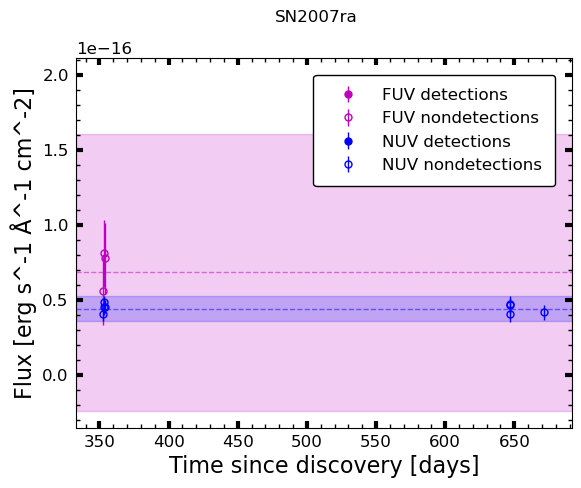 SN2007ra
1e−16
2.0
1.5
1.0
0.5
0.0
Flux [erg s^-1 Å^-1 cm^-2]
FUV detections
FUV nondetections
NUV detections
NUV nondetections
350 400 450 500 550 600 650
Time since discovery [days]